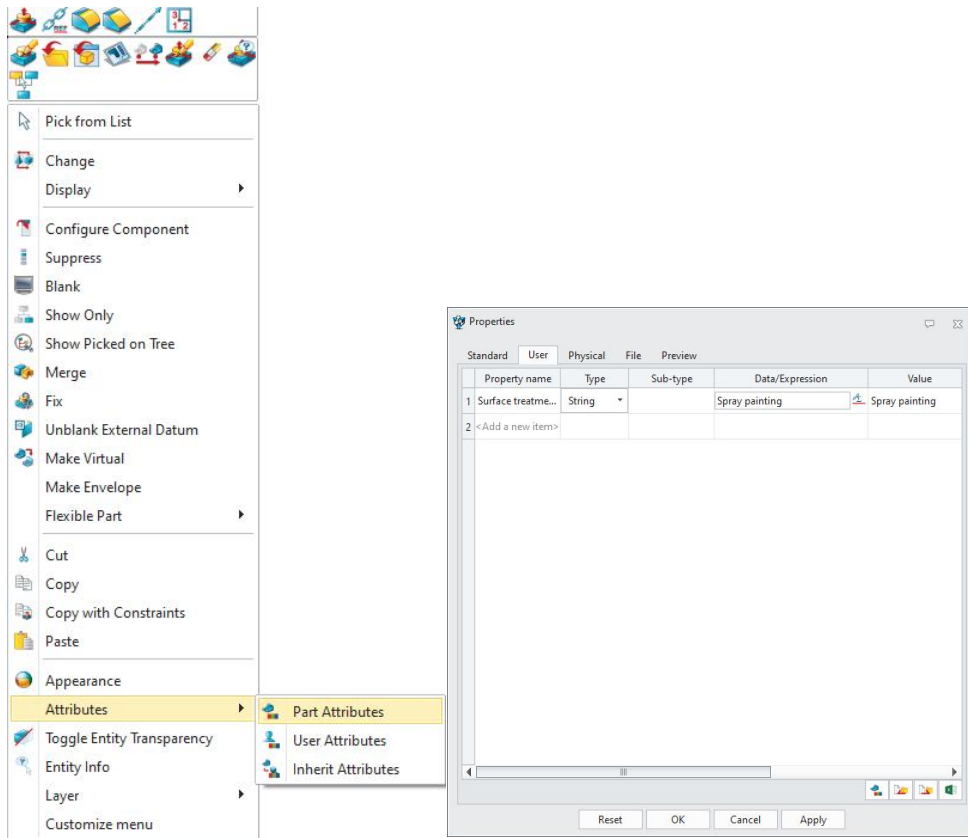 Pick from List
Change
Display
Configure Component
Suppress
Blank
Show Only
Show Picked on Tree
Merge
Fix
Unblank External Datum
Make Virtual
Make Envelope
Flexible Part
Cut
Copy
Copy with Constraints
Paste
Appearance
Attributes
Toggle Entity Transparency
Entity Info
Layer
Customize menu
Part Attributes
User Attributes
Inherit Attributes
Properties
Standard User Physical File Preview
Property name Type Sub-type Data/Expression Value
1 Surface treatme... String Spray painting Spray painting
2 <Add a new item>
Reset OK Cancel Apply